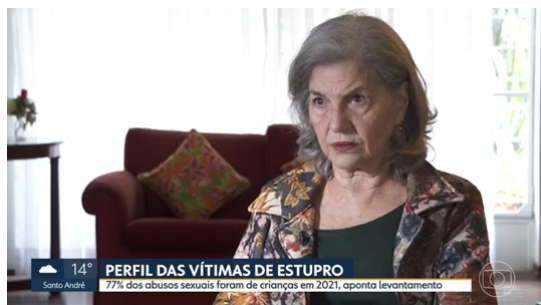 PERFIL DAS VÍTIMAS DE ESTUPRO
14°
Santo André
77% dos abusos sexuais foram de crianças em 2021, aponta levantamento